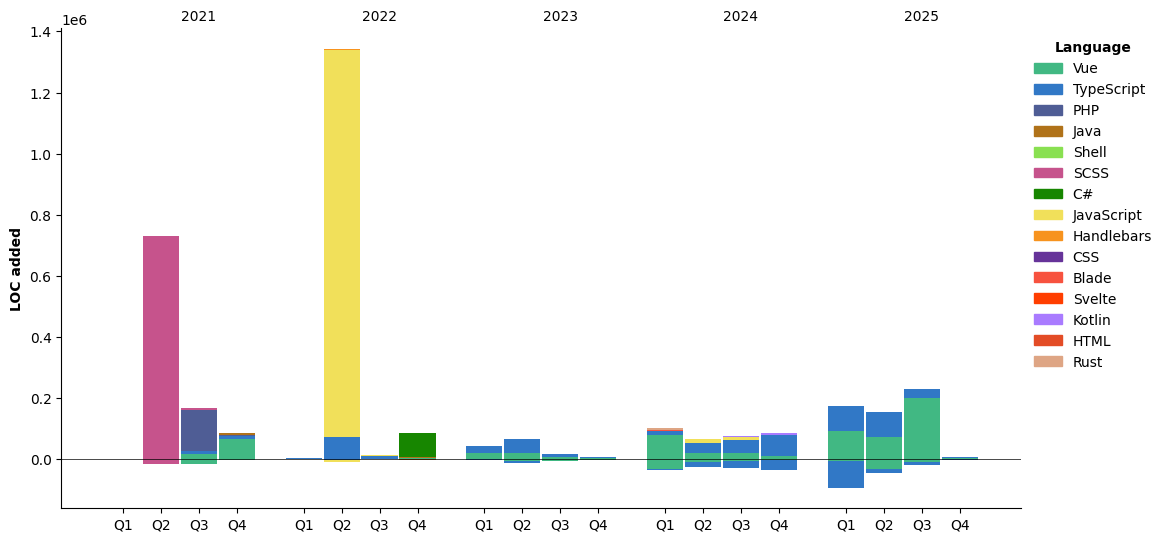 1e6
2021 2022 2023 2024 2025
1.4
1.2
1.0
0.8
0.6
0.4
0.2
0.0
LOC added
Q1 Q2 Q3 Q4 Q1 Q2 Q3 Q4 Q1 Q2 Q3 Q4 Q1 Q2 Q3 Q4 Q1 Q2 Q3 Q4
Language
Vue
TypeScript
PHP
Java
Shell
SCSS
C#
JavaScript
Handlebars
CSS
Blade
Svelte
Kotlin
HTML
Rust